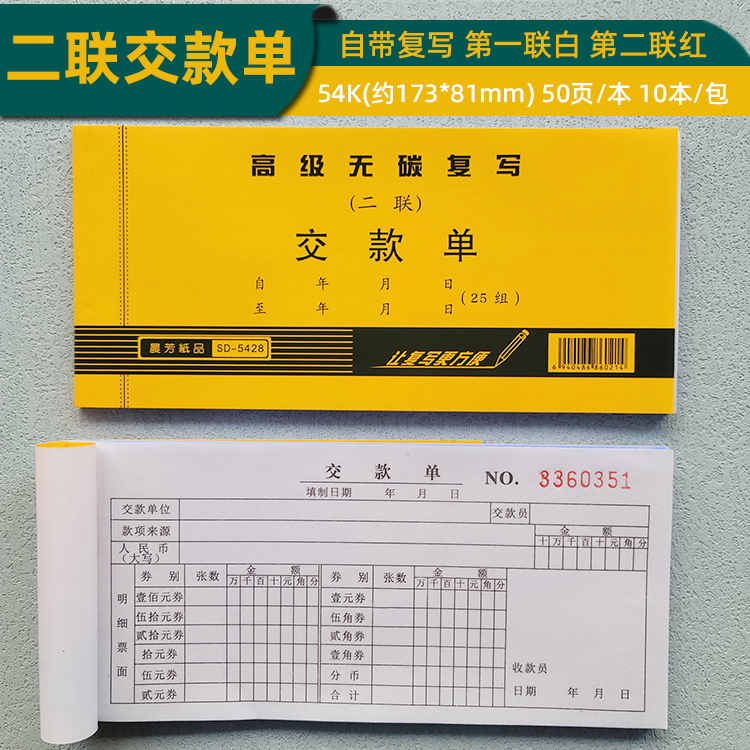 二联交款单
自带复写 第一联白 第二联红
54K(约173*81mm) 50页/本 10本/包
高级无碳复写
(二联)
交款单
自 年 月 日
至 年 月 日
(25组)
晨芳紙品 SD-5428
让复写更方便
6 940486 860214
交款单 NO. 3360351
填制日期 年 月 日
交款单位 交款员
款项来源 金额
人民币(大写) 十万千百十元角分
明细票面
券别 张数 金额 券别 张数 金额
万千百十元角分 万千百十元角分
壹佰元券 壹元券
伍拾元券 伍角券
贰拾元券 贰角券
拾元券 壹角券
伍元券 分币
贰元券 合计
收款员
日期 年 月 日